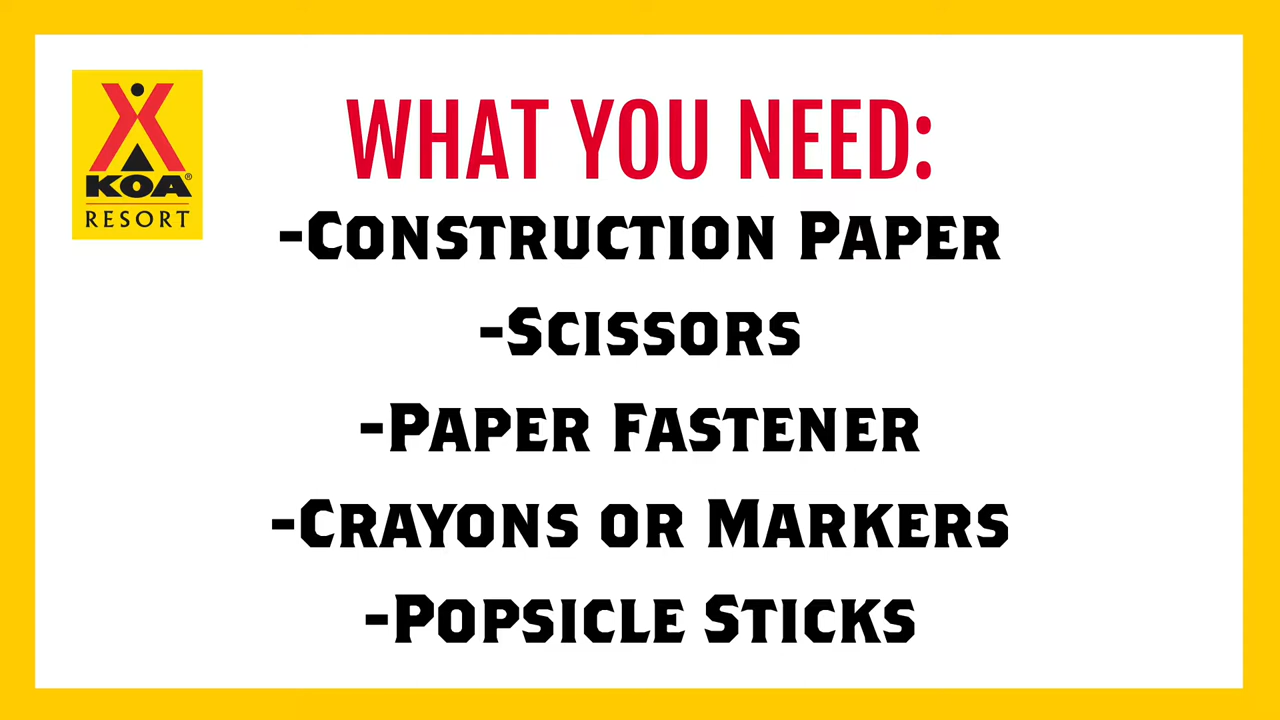 KOA®
RESORT
WHAT YOU NEED:
-Construction Paper
-Scissors
-Paper Fastener
-Crayons or Markers
-Popsicle Sticks